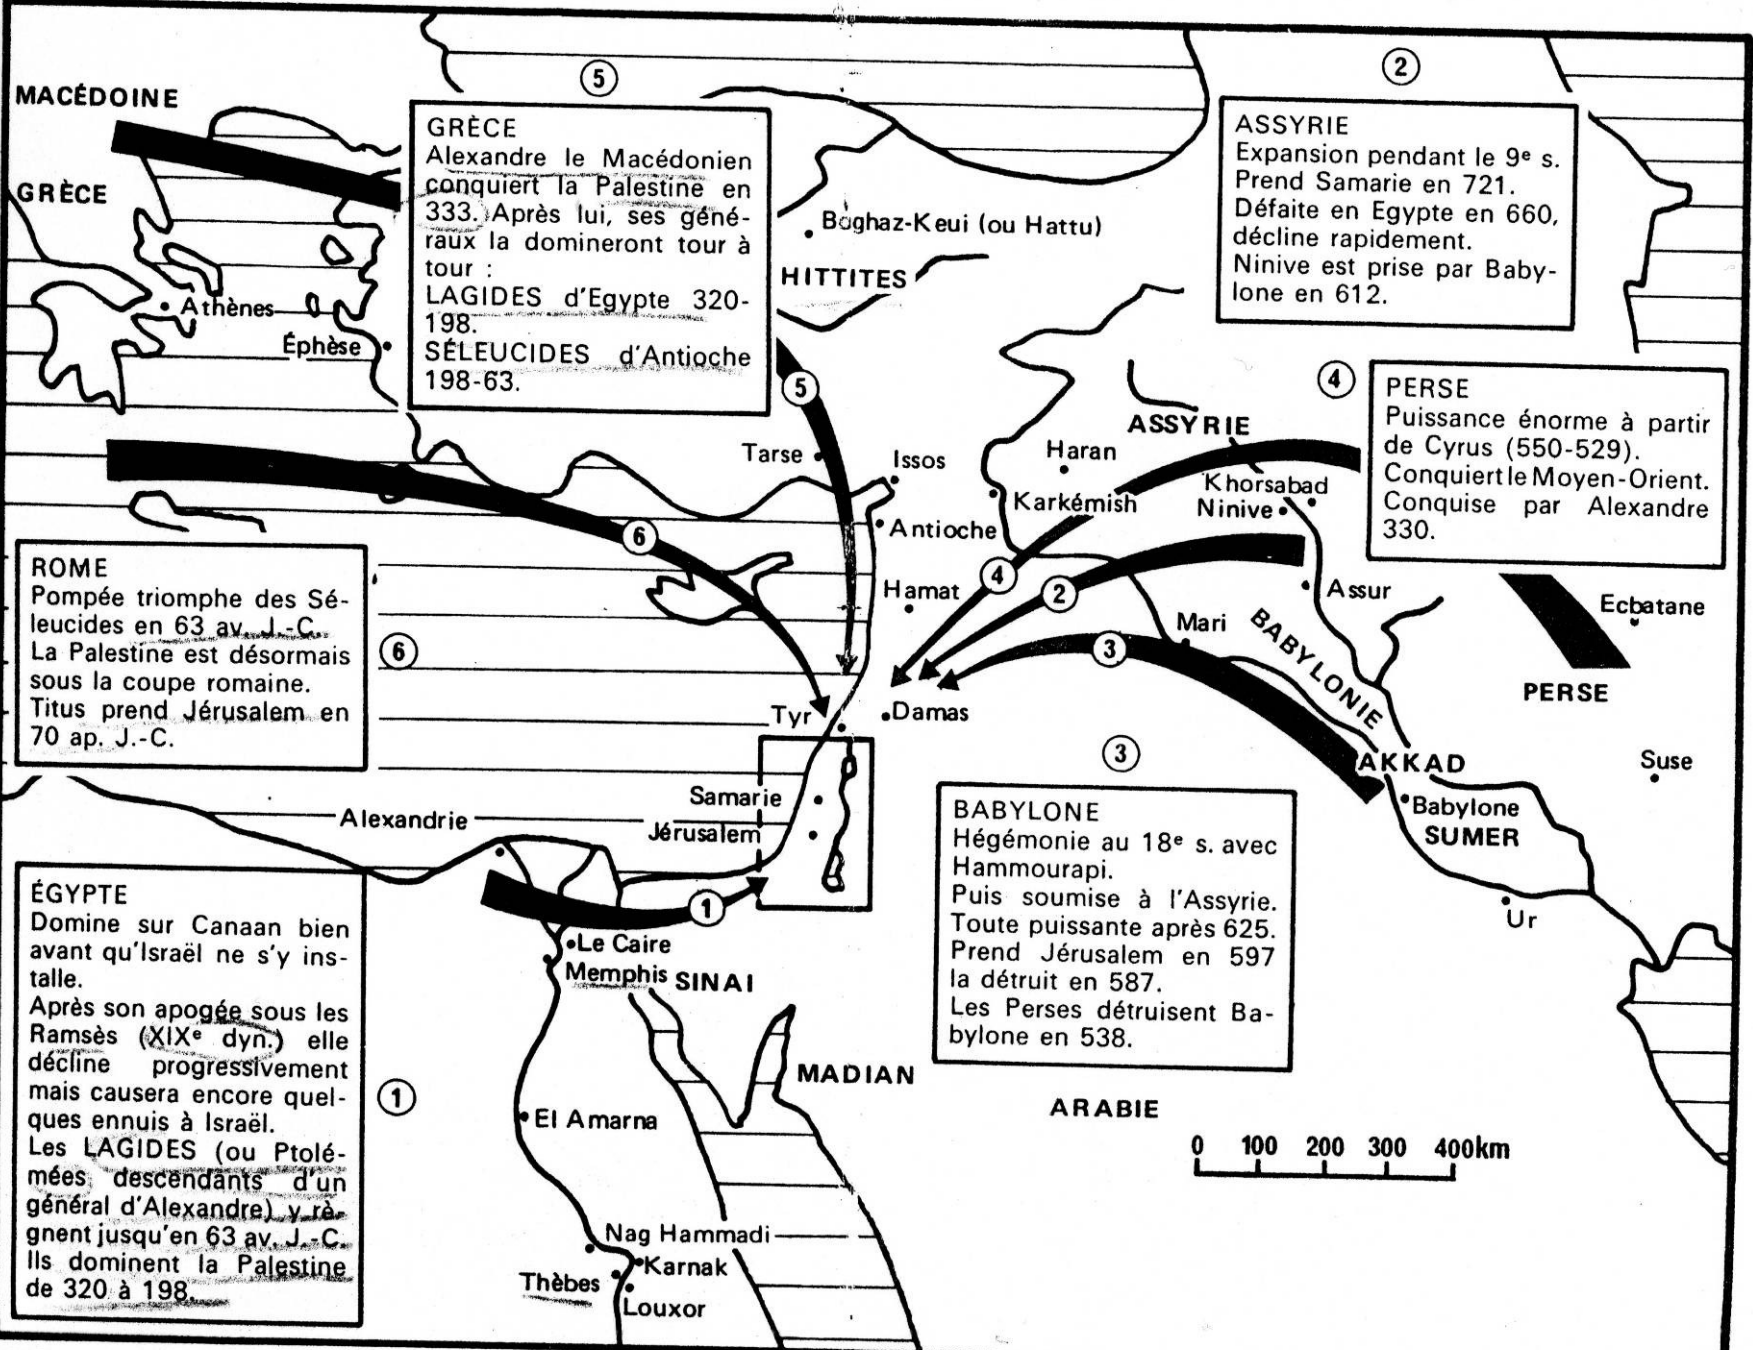 MACÉDOINE
GRÈCE
Athènes
Éphèse
5
GRÈCE
Alexandre le Macédonien
conquiert la Palestine en
333. Après lui, ses géné-
raux la domineront tour à
tour :
LAGIDES d'Egypte 320-
198.
SÉLEUCIDES d'Antioche
198-63.
Boghaz-Keui (ou Hattu)
HITTITES
2
ASSYRIE
Expansion pendant le 9e s.
Prend Samarie en 721.
Défaite en Egypte en 660,
décline rapidement.
Ninive est prise par Baby-
lone en 612.
5
4
PERSE
Puissance énorme à partir
de Cyrus (550-529).
Conquiert le Moyen-Orient.
Conquise par Alexandre
330.
ASSYRIE
Tarse
Issos
Haran
Karkémish
Khorsabad
Ninive
Antioche
6
4
2
Hamat
Assur
Ecbatane
Mari
BABYLONIE
3
PERSE
ROME
Pompée triomphe des Sé-
leucides en 63 av. J.-C.
La Palestine est désormais
sous la coupe romaine.
Titus prend Jérusalem en
70 ap. J.-C.
6
Tyr
Damas
3
AKKAD
Suse
Babylone
SUMER
Ur
Samarie
Jérusalem
Alexandrie
1
Le Caire
Memphis
SINAI
BABYLONE
Hégémonie au 18e s. avec
Hammourapi.
Puis soumise à l'Assyrie.
Toute puissante après 625.
Prend Jérusalem en 597
la détruit en 587.
Les Perses détruisent Ba-
bylone en 538.
ÉGYPTE
Domine sur Canaan bien
avant qu'Israël ne s'y ins-
talle.
Après son apogée sous les
Ramsès (XIXe dyn.) elle
décline progressivement
mais causera encore quel-
ques ennuis à Israël.
Les LAGIDES (ou Ptolé-
mées descendants d'un
général d'Alexandre) y rè-
gnent jusqu'en 63 av. J.-C.
Ils dominent la Palestine
de 320 à 198.
1
MADIAN
ARABIE
El Amarna
0 100 200 300 400km
Nag Hammadi
Karnak
Thèbes
Louxor